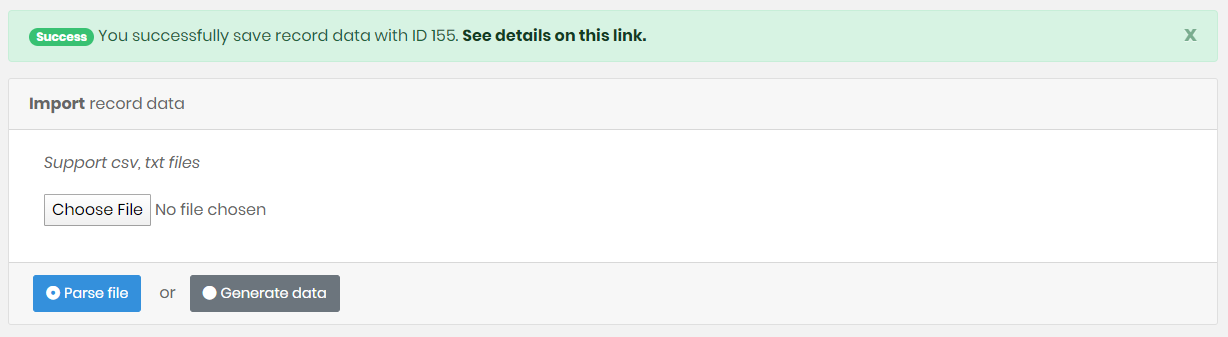 Success You successfully save record data with ID 155. See details on this link. X
Import record data
Support csv, txt files
Choose File No file chosen
Parse file or Generate data